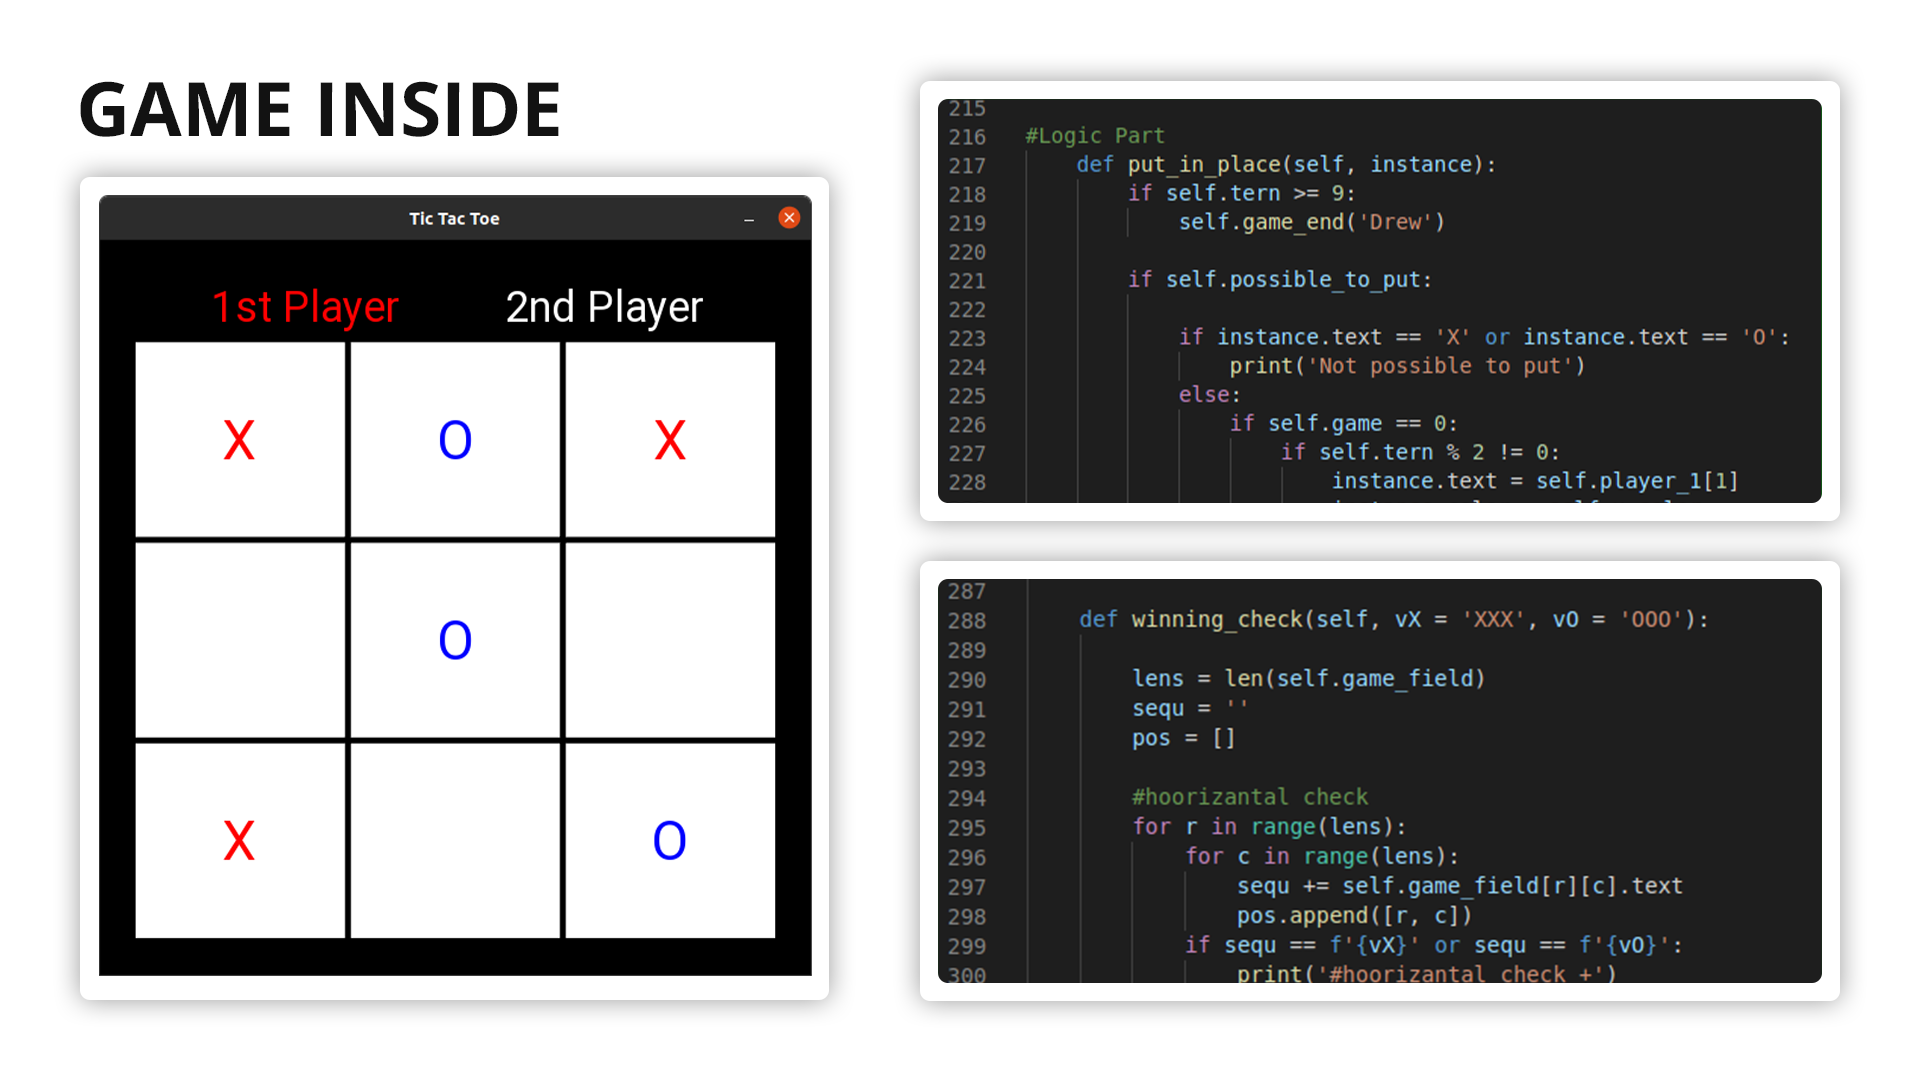 GAME INSIDE
Tic Tac Toe
1st Player 2nd Player
X O X
O
X O
215
216 #Logic Part
217 def put_in_place(self, instance):
218 if self.tern >= 9:
219 self.game_end('Drew')
220
221 if self.possible_to_put:
222
223 if instance.text == 'X' or instance.text == 'O':
224 print('Not possible to put')
225 else:
226 if self.game == 0:
227 if self.tern % 2 != 0:
228 instance.text = self.player_1[1]
287
288 def winning_check(self, vX = 'XXX', vO = 'OOO'):
289
290 lens = len(self.game_field)
291 sequ = ''
292 pos = []
293
294 #hoorizantal check
295 for r in range(lens):
296 for c in range(lens):
297 sequ += self.game_field[r][c].text
298 pos.append([r, c])
299 if sequ == f'{vX}' or sequ == f'{vO}':
300 print('#hoorizantal check +')